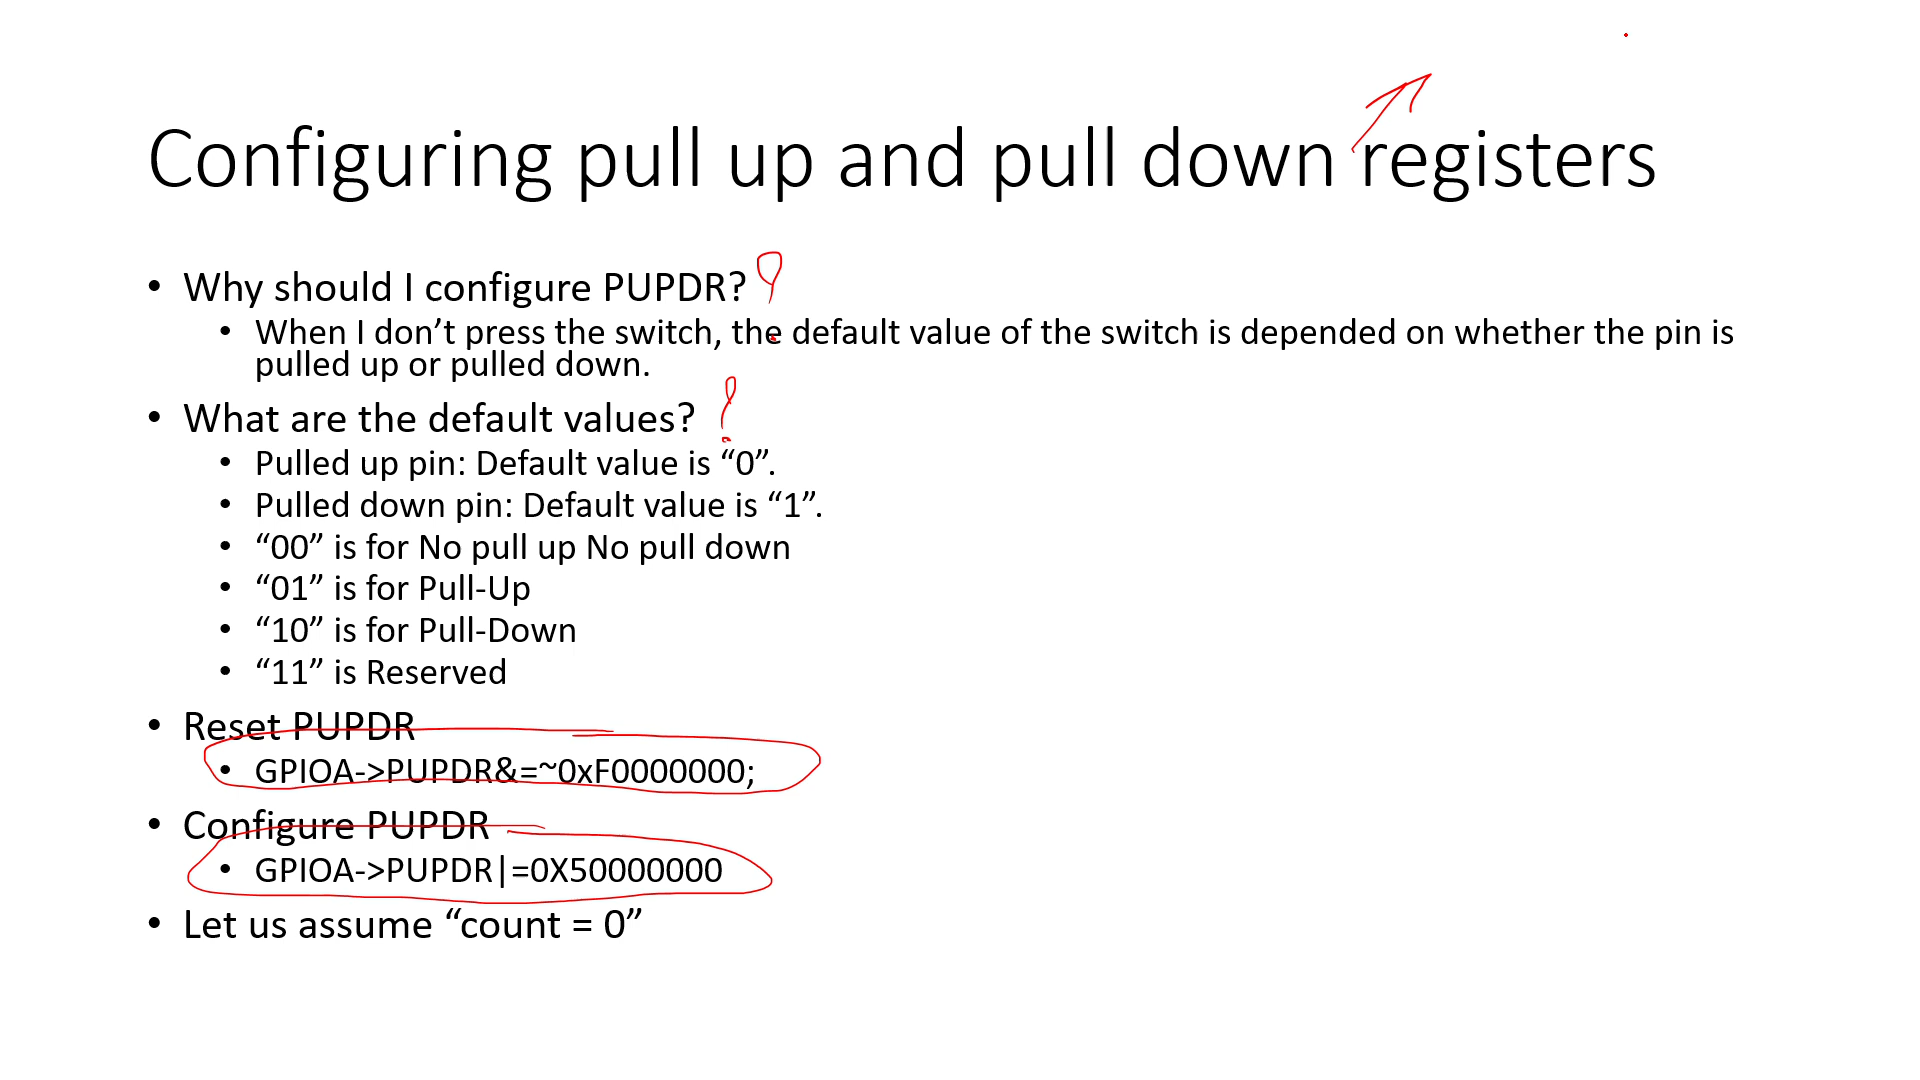 Configuring pull up and pull down registers
• Why should I configure PUPDR?
• When I don’t press the switch, the default value of the switch is depended on whether the pin is
pulled up or pulled down.
• What are the default values?
• Pulled up pin: Default value is “0”.
• Pulled down pin: Default value is “1”.
• “00” is for No pull up No pull down
• “01” is for Pull-Up
• “10” is for Pull-Down
• “11” is Reserved
• Reset PUPDR
• GPIOA->PUPDR&=~0xF0000000;
• Configure PUPDR
• GPIOA->PUPDR|=0X50000000
• Let us assume “count = 0”